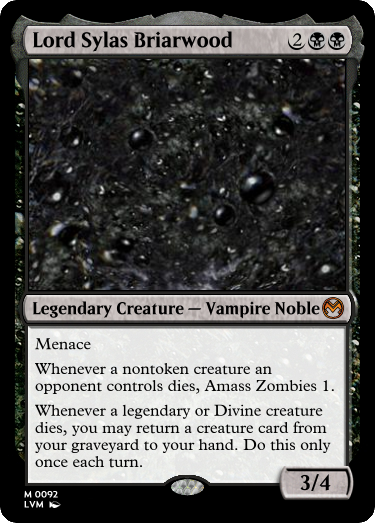 Lord Sylas Briarwood 2
Legendary Creature — Vampire Noble
Menace
Whenever a nontoken creature an
opponent controls dies, Amass Zombies 1.
Whenever a legendary or Divine creature
dies, you may return a creature card from
your graveyard to your hand. Do this only
once each turn.
3/4
M 0092
LVM